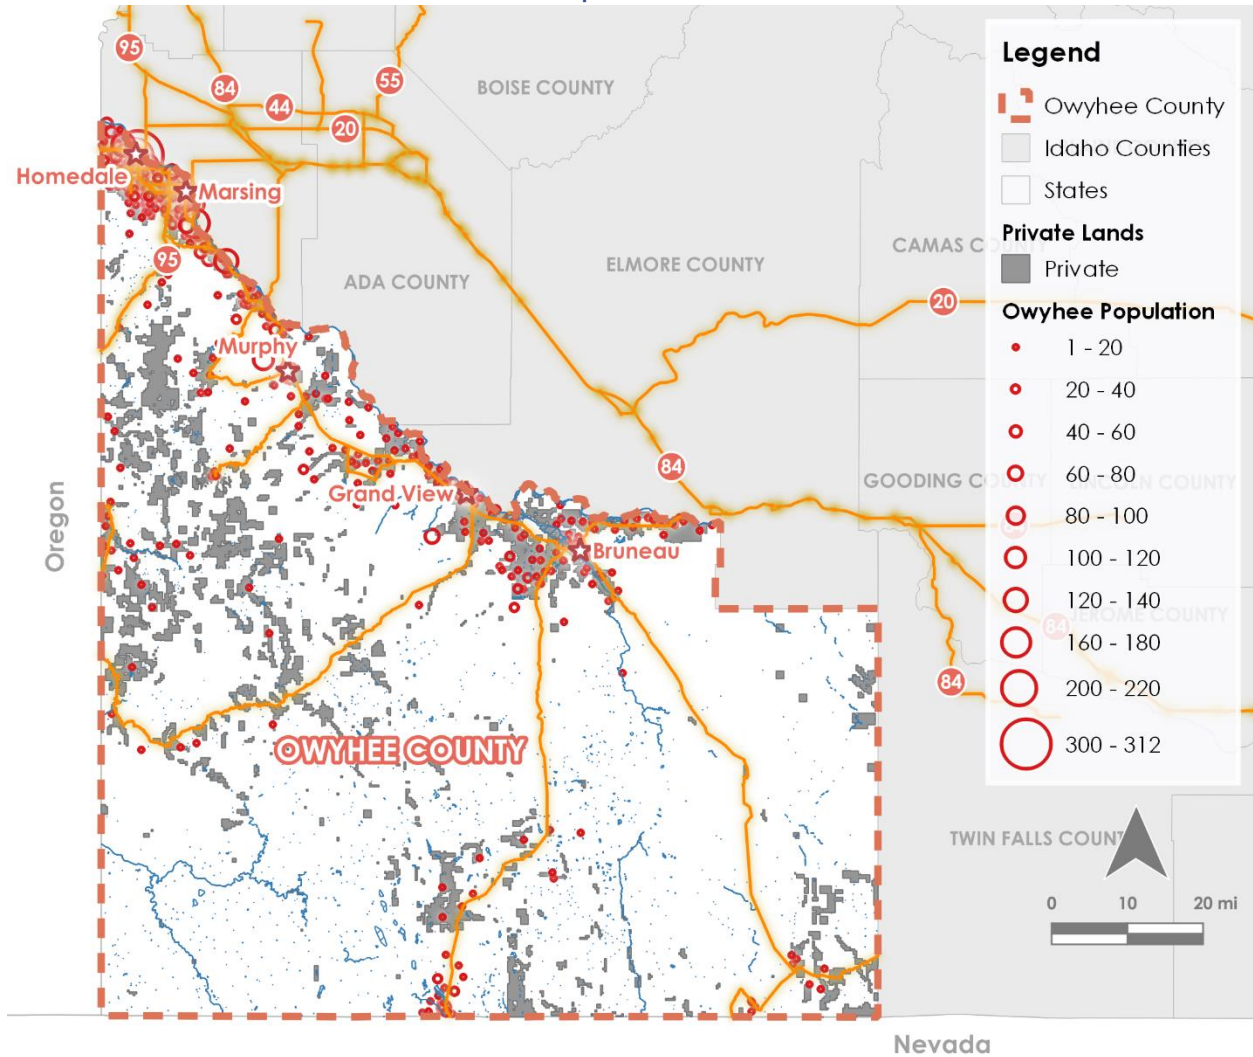 95
84
55
44
20
BOISE COUNTY
Homedale
Marsing
95
ADA COUNTY
ELMORE COUNTY
CAMAS C
20
Murphy
84
GOODING COUNTY
LINCOLN COUNTY
Grand View
Bruneau
Oregon
84
JEROME COUNTY
84
OWYHEE COUNTY
TWIN FALLS COUNT
Nevada
Legend
Owyhee County
Idaho Counties
States
Private Lands
Private
Owyhee Population
1 - 20
20 - 40
40 - 60
60 - 80
80 - 100
100 - 120
120 - 140
160 - 180
200 - 220
300 - 312
0 10 20 mi